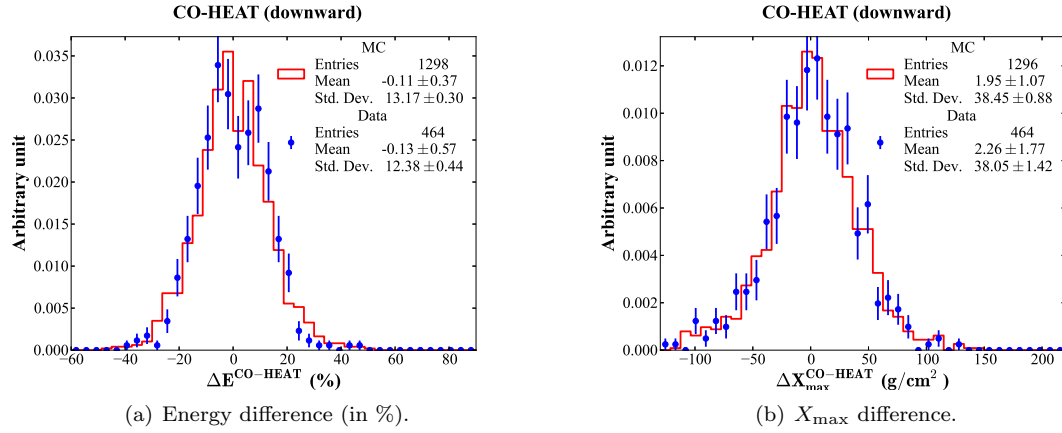 CO-HEAT (downward)
0.035
0.030
0.025
0.020
0.015
0.010
0.005
0.000
Arbitrary unit
MC
Entries 1298
Mean -0.11 ±0.37
Std. Dev. 13.17 ±0.30
Data
Entries 464
Mean -0.13 ±0.57
Std. Dev. 12.38 ±0.44
−60 −40 −20 0 20 40 60 80
ΔE^CO−HEAT (%)
(a) Energy difference (in %).
CO-HEAT (downward)
0.012
0.010
0.008
0.006
0.004
0.002
0.000
Arbitrary unit
MC
Entries 1296
Mean 1.95 ±1.07
Std. Dev. 38.45 ±0.88
Data
Entries 464
Mean 2.26 ±1.77
Std. Dev. 38.05 ±1.42
−100 −50 0 50 100 150 200
ΔX_max^CO−HEAT (g/cm²)
(b) X_max difference.